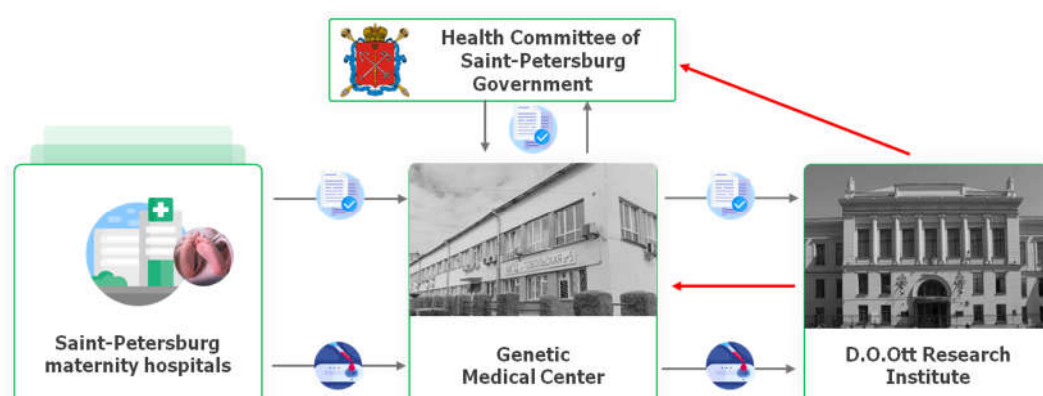 Health Committee of
Saint-Petersburg
Government
Saint-Petersburg
maternity hospitals
Genetic
Medical Center
D.O.Ott Research
Institute